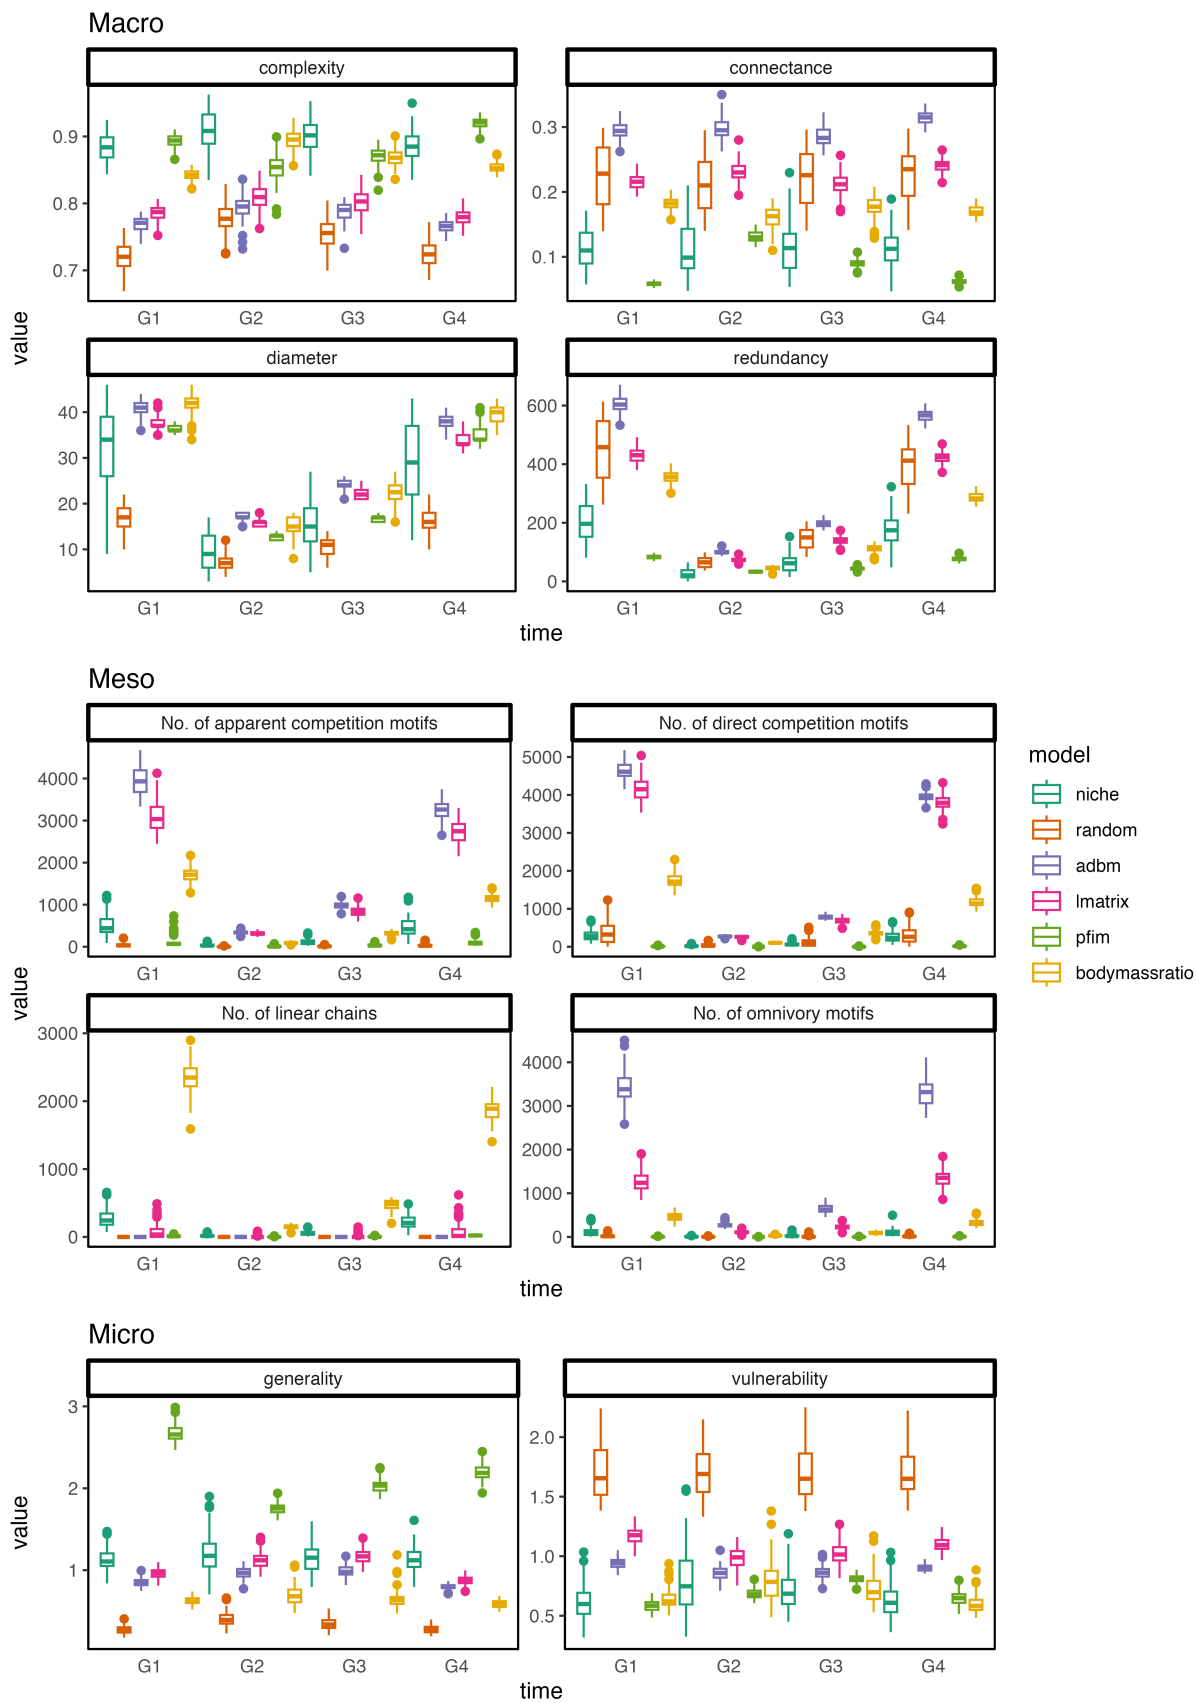 Macro
complexity
connectance
0.9
0.8
0.7
0.3
0.2
0.1
G1 G2 G3 G4
G1 G2 G3 G4
value
diameter
redundancy
40
30
20
10
600
400
200
0
G1 G2 G3 G4
G1 G2 G3 G4
time
Meso
No. of apparent competition motifs
No. of direct competition motifs
4000
3000
2000
1000
0
5000
4000
3000
2000
1000
0
G1 G2 G3 G4
G1 G2 G3 G4
value
No. of linear chains
No. of omnivory motifs
3000
2000
1000
0
4000
3000
2000
1000
0
G1 G2 G3 G4
G1 G2 G3 G4
time
model
niche
random
adbm
lmatrix
pfim
bodymassratio
Micro
generality
vulnerability
3
2
1
2.0
1.5
1.0
0.5
value
G1 G2 G3 G4
G1 G2 G3 G4
time